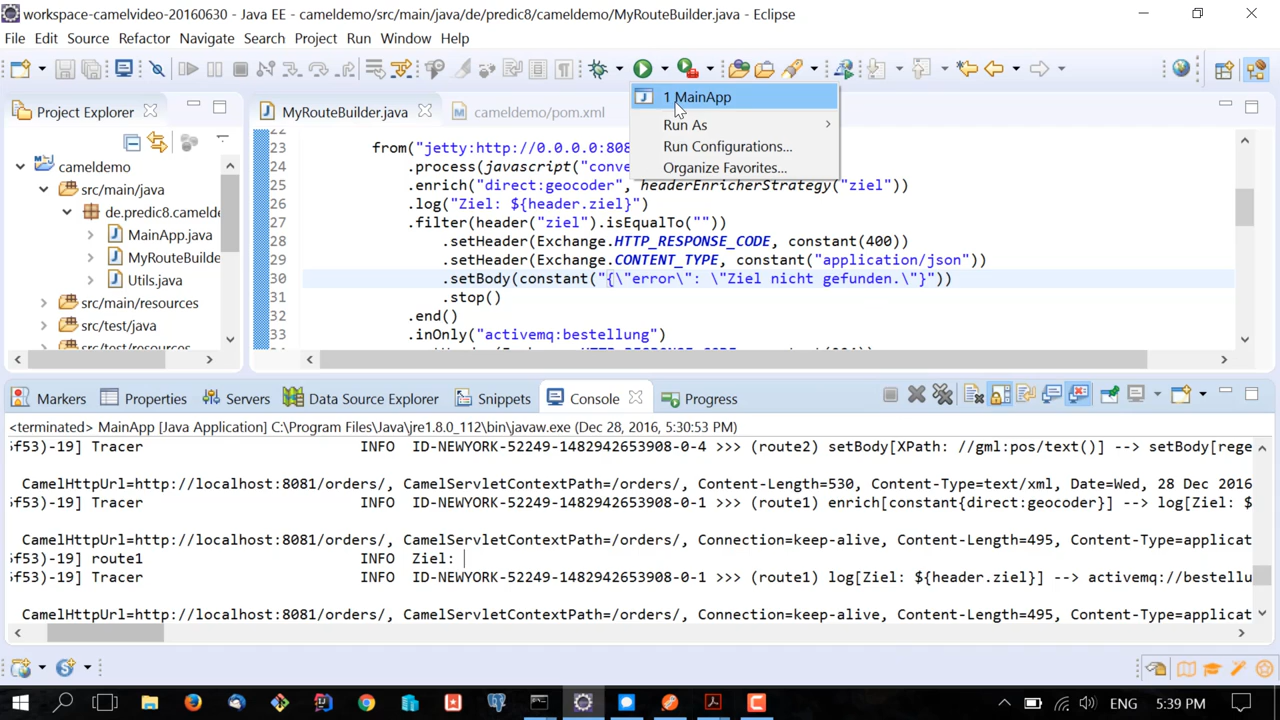 workspace-camelvideo-20160630 - Java EE - cameldemo/src/main/java/de/predic8/cameldemo/MyRouteBuilder.java - Eclipse
File Edit Source Refactor Navigate Search Project Run Window Help
1 MainApp
Run As
Run Configurations...
Organize Favorites...
Project Explorer
cameldemo
src/main/java
de.predic8.camelde
MainApp.java
MyRouteBuilde
Utils.java
src/main/resources
src/test/java
src/test/resources
MyRouteBuilder.java cameldemo/pom.xml
22
23 from("jetty:http://0.0.0.0:808
24 .process(javascript("conve
25 .enrich("direct:geocoder", headerEnricherStrategy("ziel"))
26 .log("Ziel: ${header.ziel}")
27 .filter(header("ziel").isEqualTo(""))
28 .setHeader(Exchange.HTTP_RESPONSE_CODE, constant(400))
29 .setHeader(Exchange.CONTENT_TYPE, constant("application/json"))
30 .setBody(constant("{\"error\": \"Ziel nicht gefunden.\"}"))
31 .stop()
32 .end()
33 .inOnly("activemq:bestellung")
Markers Properties Servers Data Source Explorer Snippets Console Progress
<terminated> MainApp [Java Application] C:\Program Files\Java\jre1.8.0_112\bin\javaw.exe (Dec 28, 2016, 5:30:53 PM)
6f53)-19] Tracer INFO ID-NEWYORK-52249-1482942653908-0-4 >>> (route2) setBody[XPath: //gml:pos/text()] --> setBody[rege
CamelHttpUrl=http://localhost:8081/orders/, CamelServletContextPath=/orders/, Content-Length=530, Content-Type=text/xml, Date=Wed, 28 Dec 2016
6f53)-19] Tracer INFO ID-NEWYORK-52249-1482942653908-0-1 >>> (route1) enrich[constant{direct:geocoder}] --> log[Ziel: $
CamelHttpUrl=http://localhost:8081/orders/, CamelServletContextPath=/orders/, Connection=keep-alive, Content-Length=495, Content-Type=applicat
6f53)-19] route1 INFO Ziel:
6f53)-19] Tracer INFO ID-NEWYORK-52249-1482942653908-0-1 >>> (route1) log[Ziel: ${header.ziel}] --> activemq://bestellu
CamelHttpUrl=http://localhost:8081/orders/, CamelServletContextPath=/orders/, Connection=keep-alive, Content-Length=495, Content-Type=applicat
ENG 5:39 PM